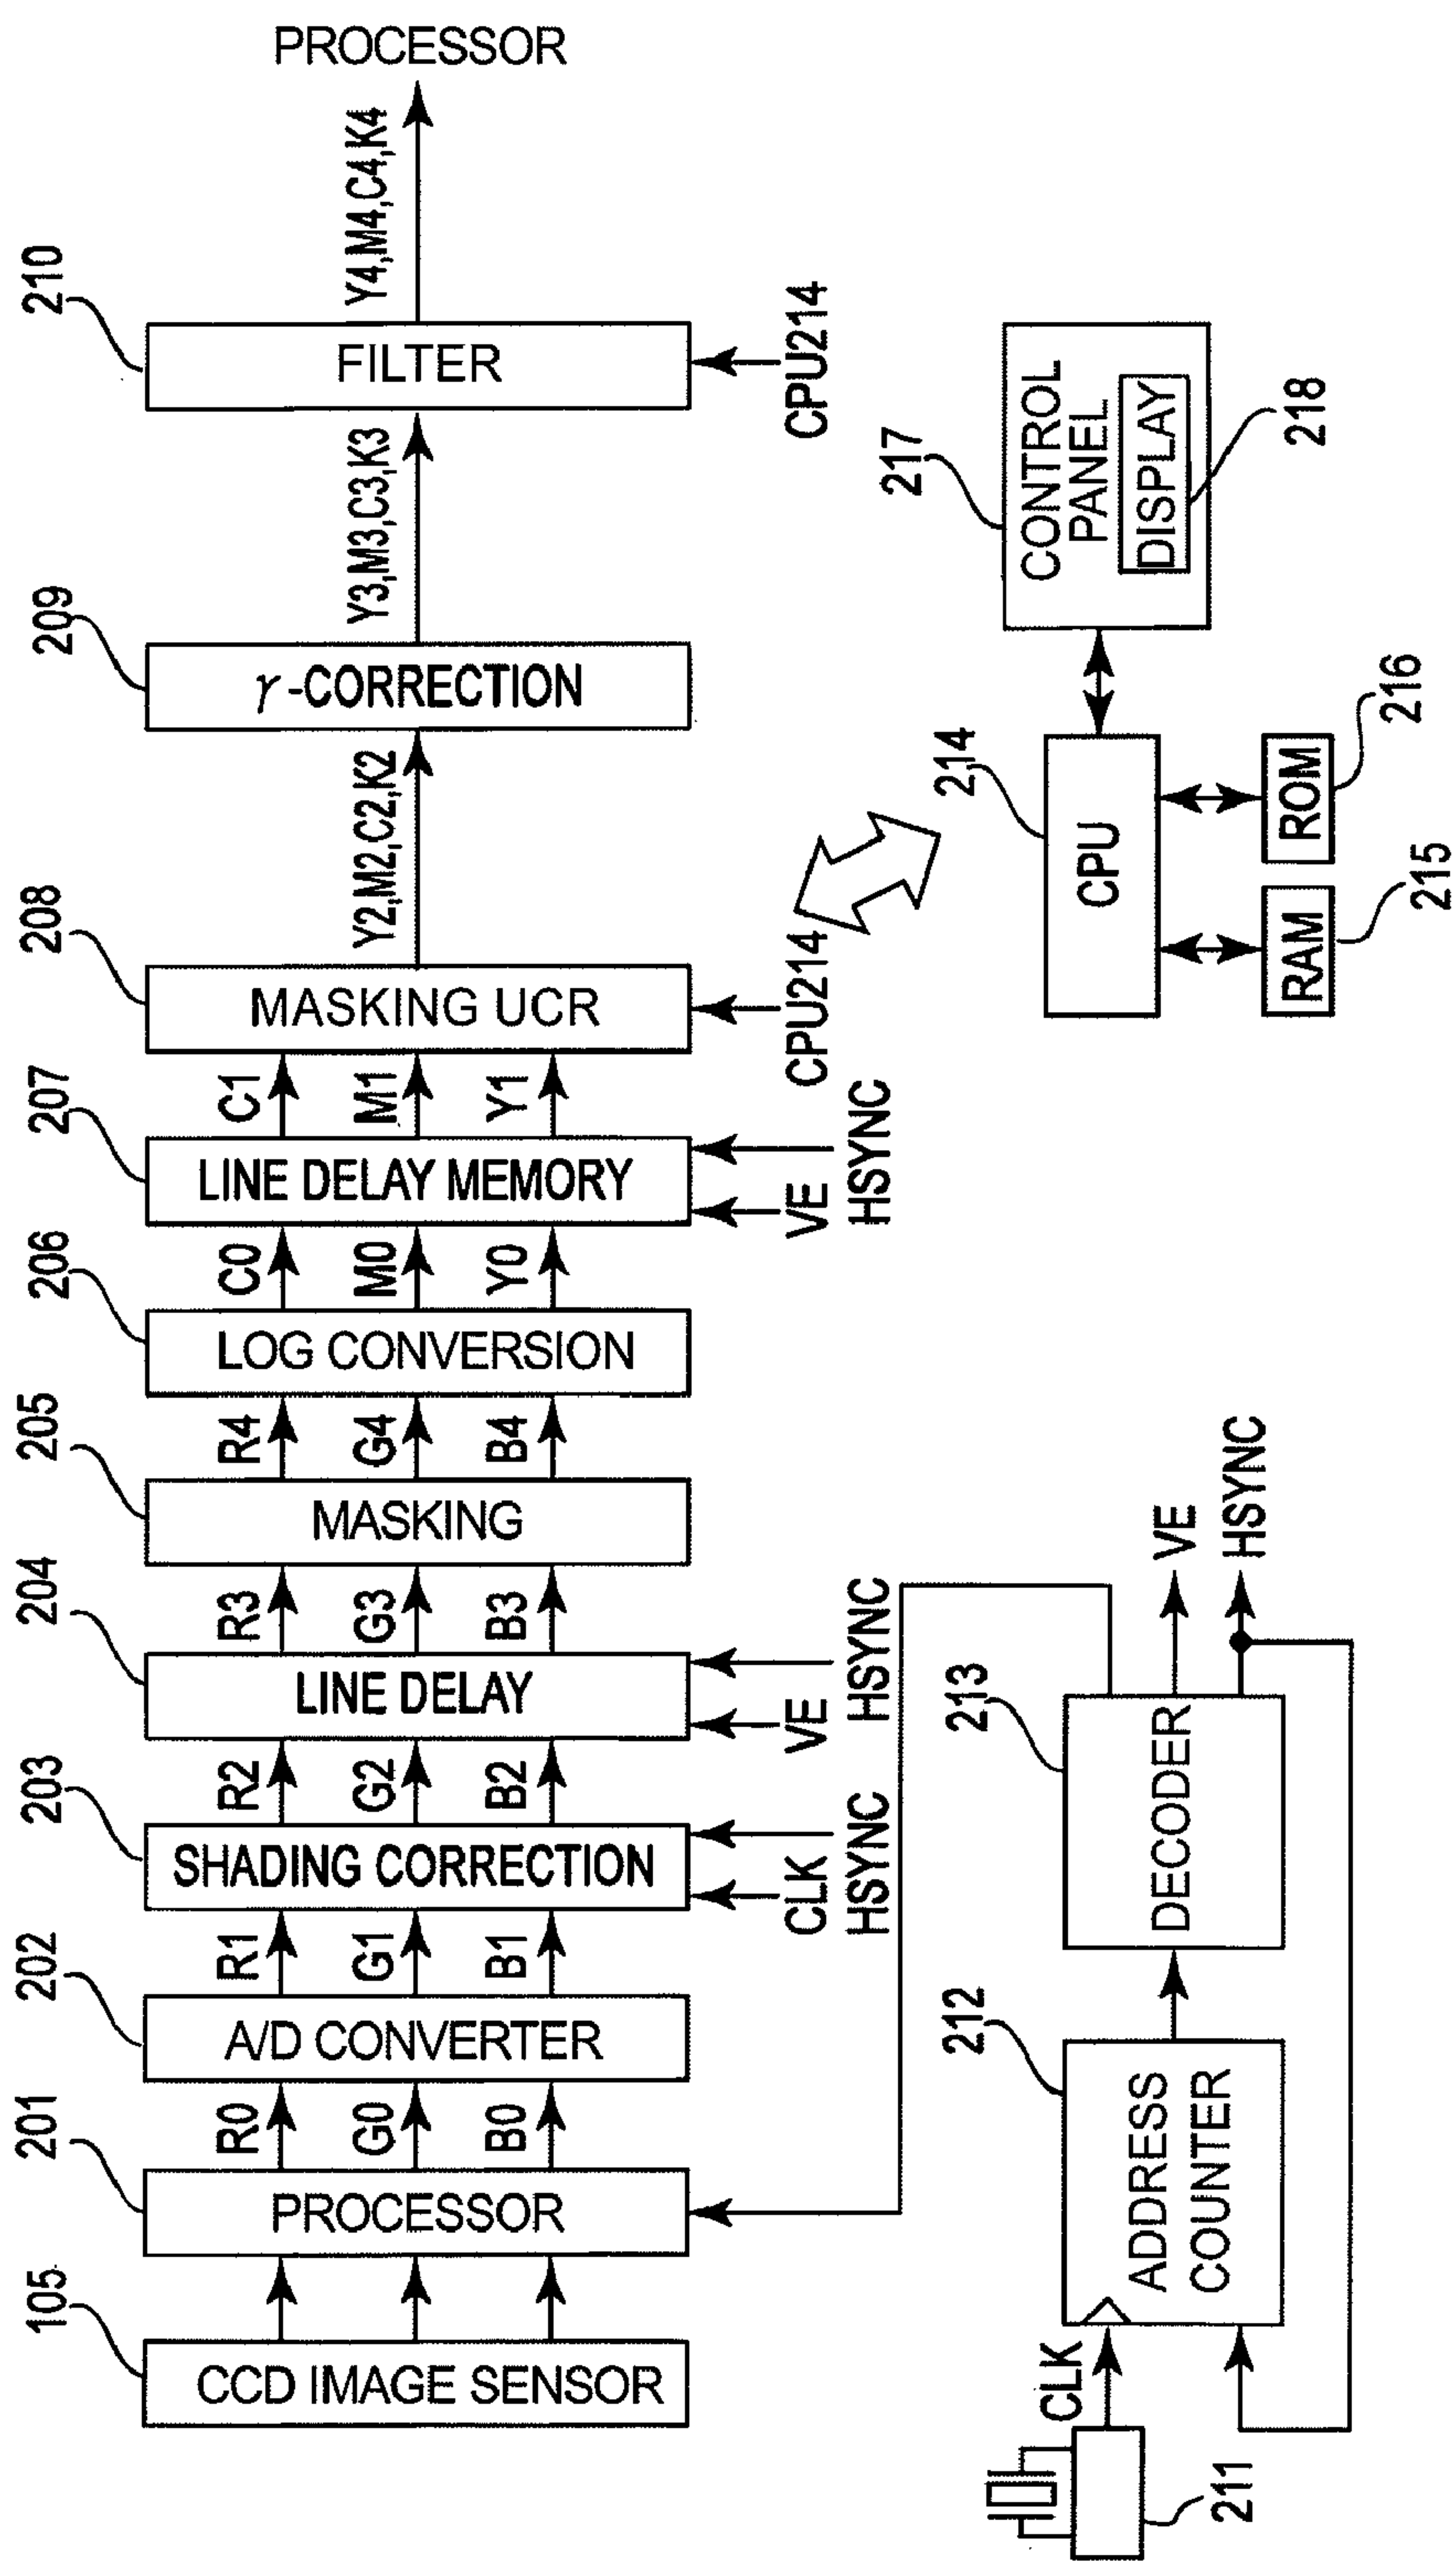 105
CCD IMAGE SENSOR
201
PROCESSOR
R0
G0
B0
202
A/D CONVERTER
R1
G1
B1
203
SHADING CORRECTION
CLK
HSYNC
R2
G2
B2
204
LINE DELAY
VE
HSYNC
R3
G3
B3
205
MASKING
R4
G4
B4
206
LOG CONVERSION
C0
M0
Y0
207
LINE DELAY MEMORY
VE
HSYNC
C1
M1
Y1
208
MASKING UCR
CPU214
Y2,M2,C2,K2
209
γ-CORRECTION
Y3,M3,C3,K3
210
FILTER
CPU214
Y4,M4,C4,K4
PROCESSOR
211
CLK
212
ADDRESS
COUNTER
213
DECODER
VE
HSYNC
214
CPU
RAM
215
ROM
216
217
CONTROL
PANEL
DISPLAY
218